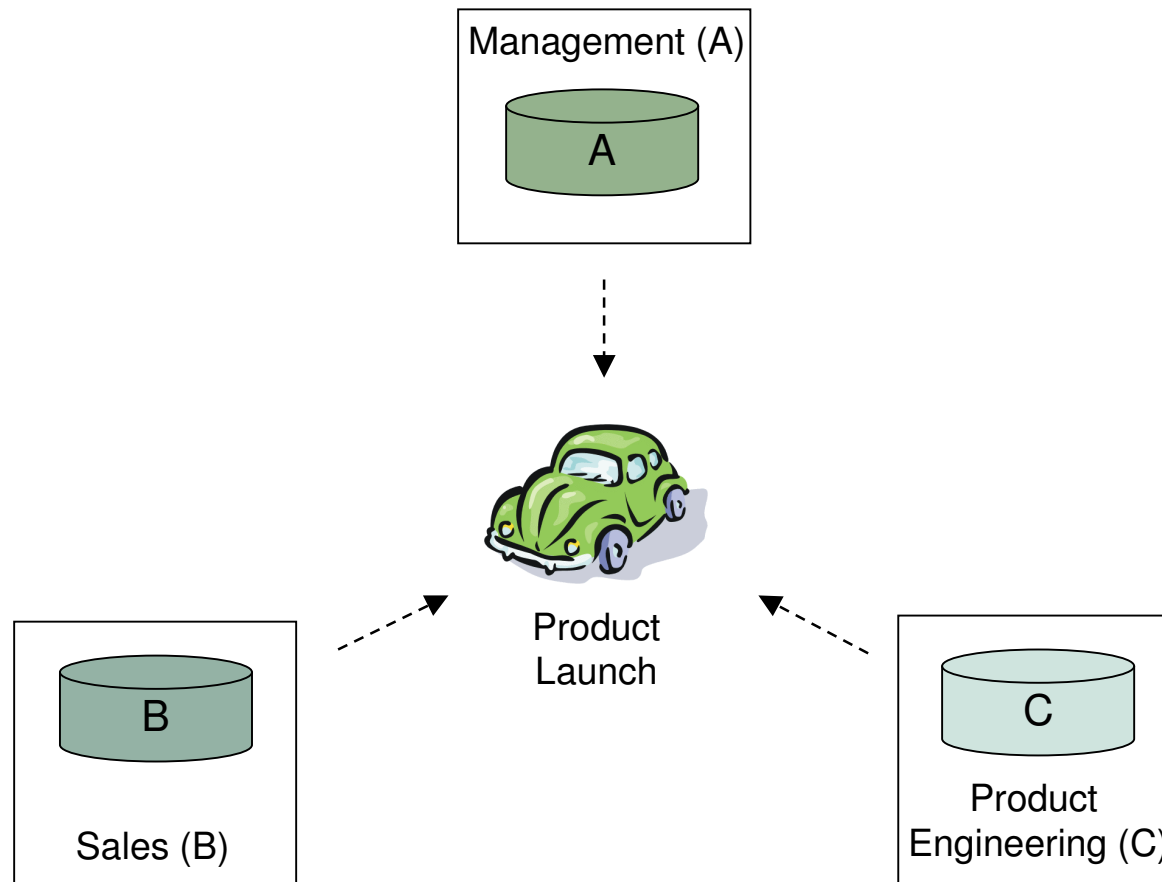 Management (A)
A
Product
Launch
B
Sales (B)
C
Product
Engineering (C)